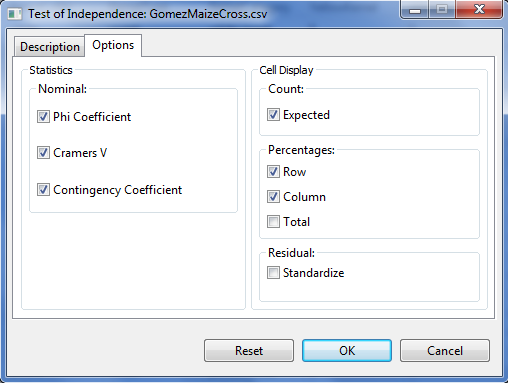 Test of Independence: GomezMaizeCross.csv
Description
Options
Statistics
Nominal:
Phi Coefficient
Cramers V
Contingency Coefficient
Cell Display
Count:
Expected
Percentages:
Row
Column
Total
Residual:
Standardize
Reset
OK
Cancel